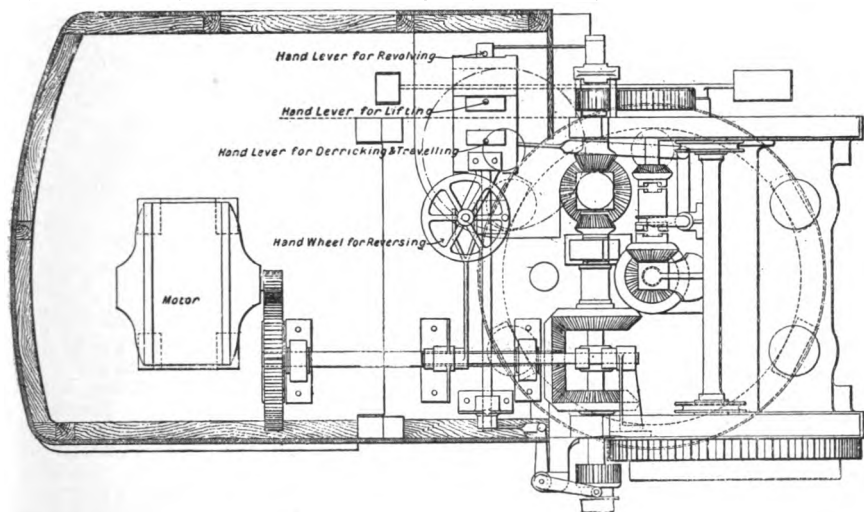 Hand Lever for Revolving
Hand Lever for Lifting
Hand Lever for Derricking & Travelling
Hand Wheel for Reversing
Motor